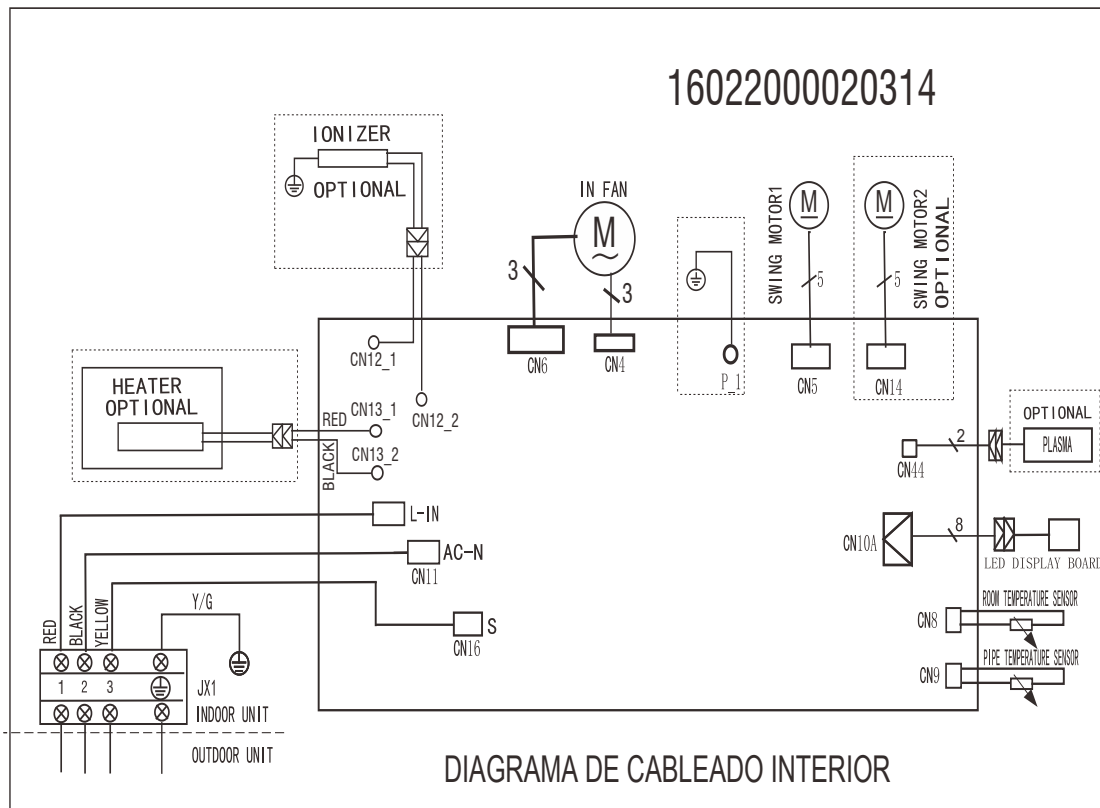 16022000020314
IONIZER
OPTIONAL
IN FAN
M
~
3
3
SWING MOTOR1
M
5
M
5
SWING MOTOR2
OPTIONAL
CN12_1
CN12_2
CN6
CN4
P_1
CN5
CN14
HEATER
OPTIONAL
RED
CN13_1
BLACK
CN13_2
OPTIONAL
PLASMA
2
CN44
L-IN
AC-N
CN11
CN10A
8
LED DISPLAY BOARD
RED
BLACK
YELLOW
Y/G
S
CN16
ROOM TEMPERATURE SENSOR
CN8
PIPE TEMPERATURE SENSOR
CN9
1 2 3
JX1
INDOOR UNIT
OUTDOOR UNIT
DIAGRAMA DE CABLEADO INTERIOR